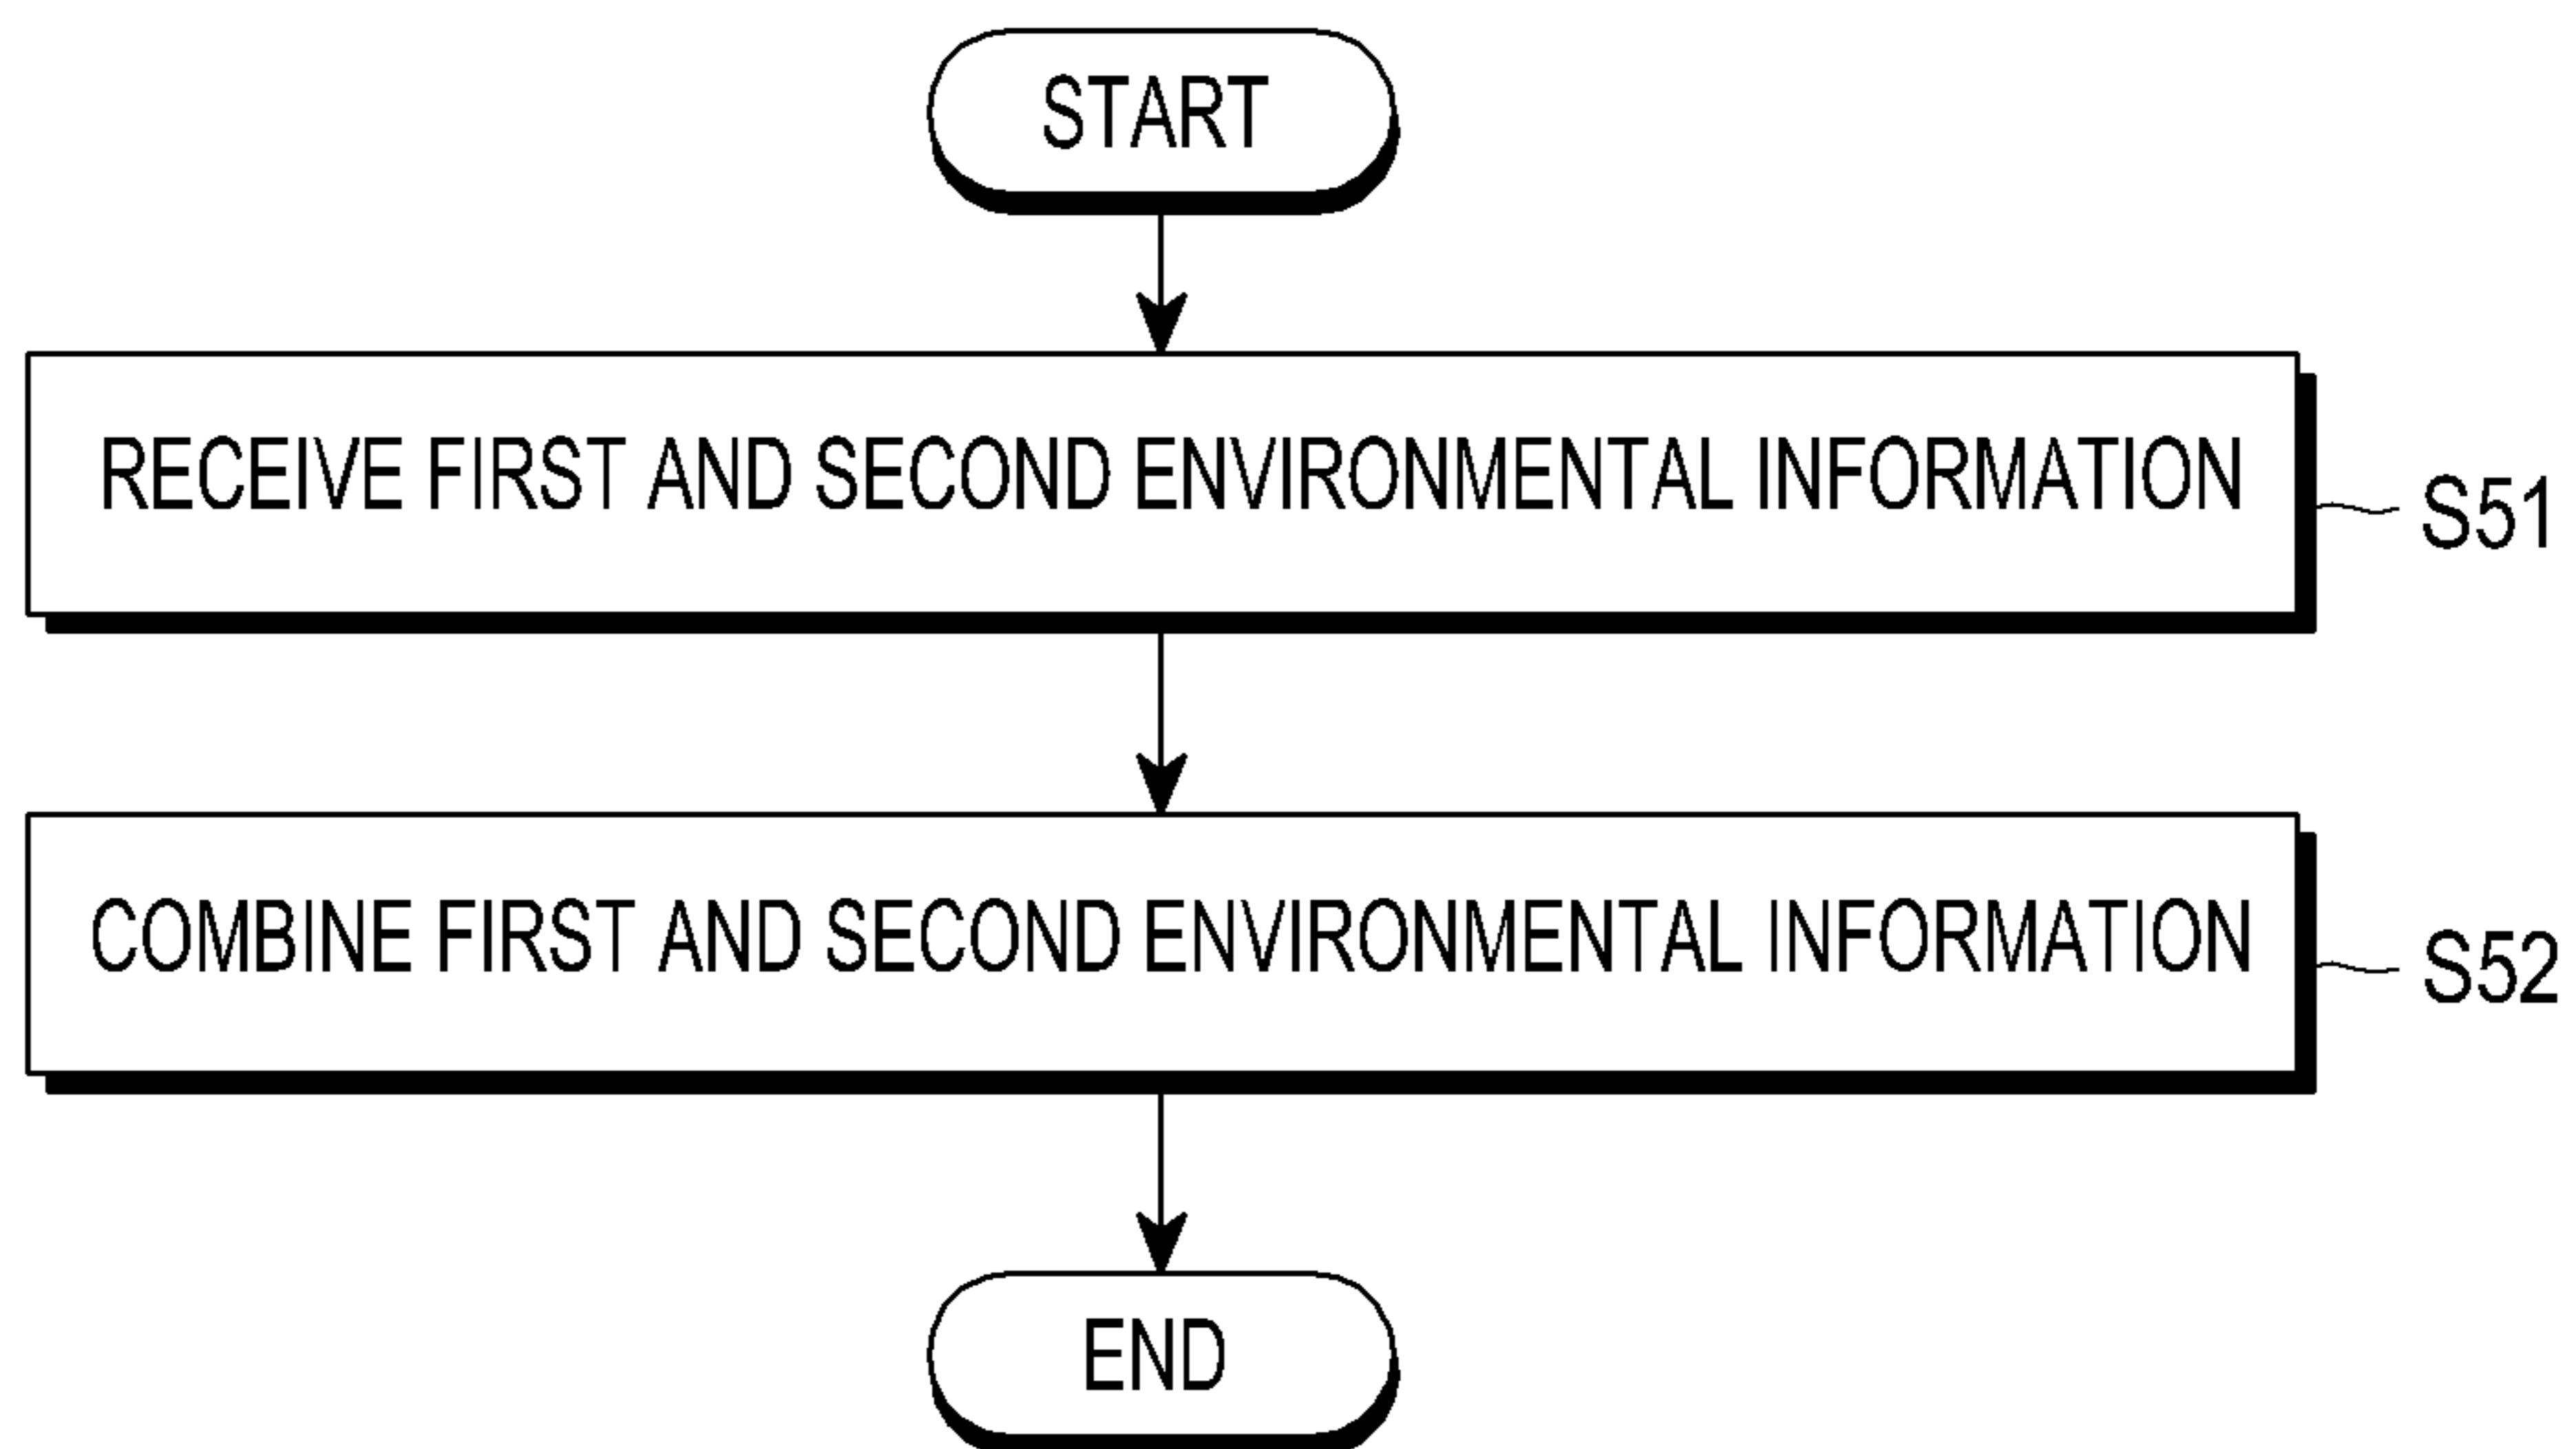 START
RECEIVE FIRST AND SECOND ENVIRONMENTAL INFORMATION
S51
COMBINE FIRST AND SECOND ENVIRONMENTAL INFORMATION
S52
END